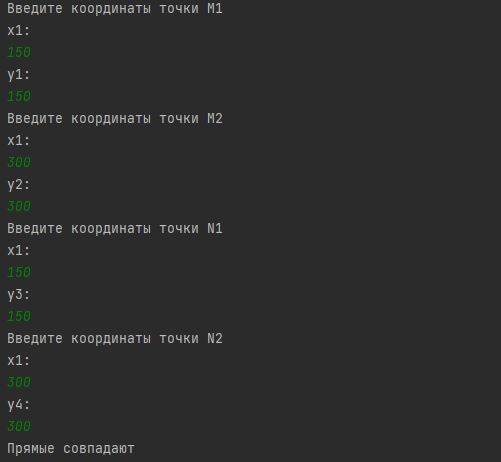 Введите координаты точки M1
x1:
150
y1:
150
Введите координаты точки M2
x1:
300
y2:
300
Введите координаты точки N1
x1:
150
y3:
150
Введите координаты точки N2
x1:
300
y4:
300
Прямые совпадают